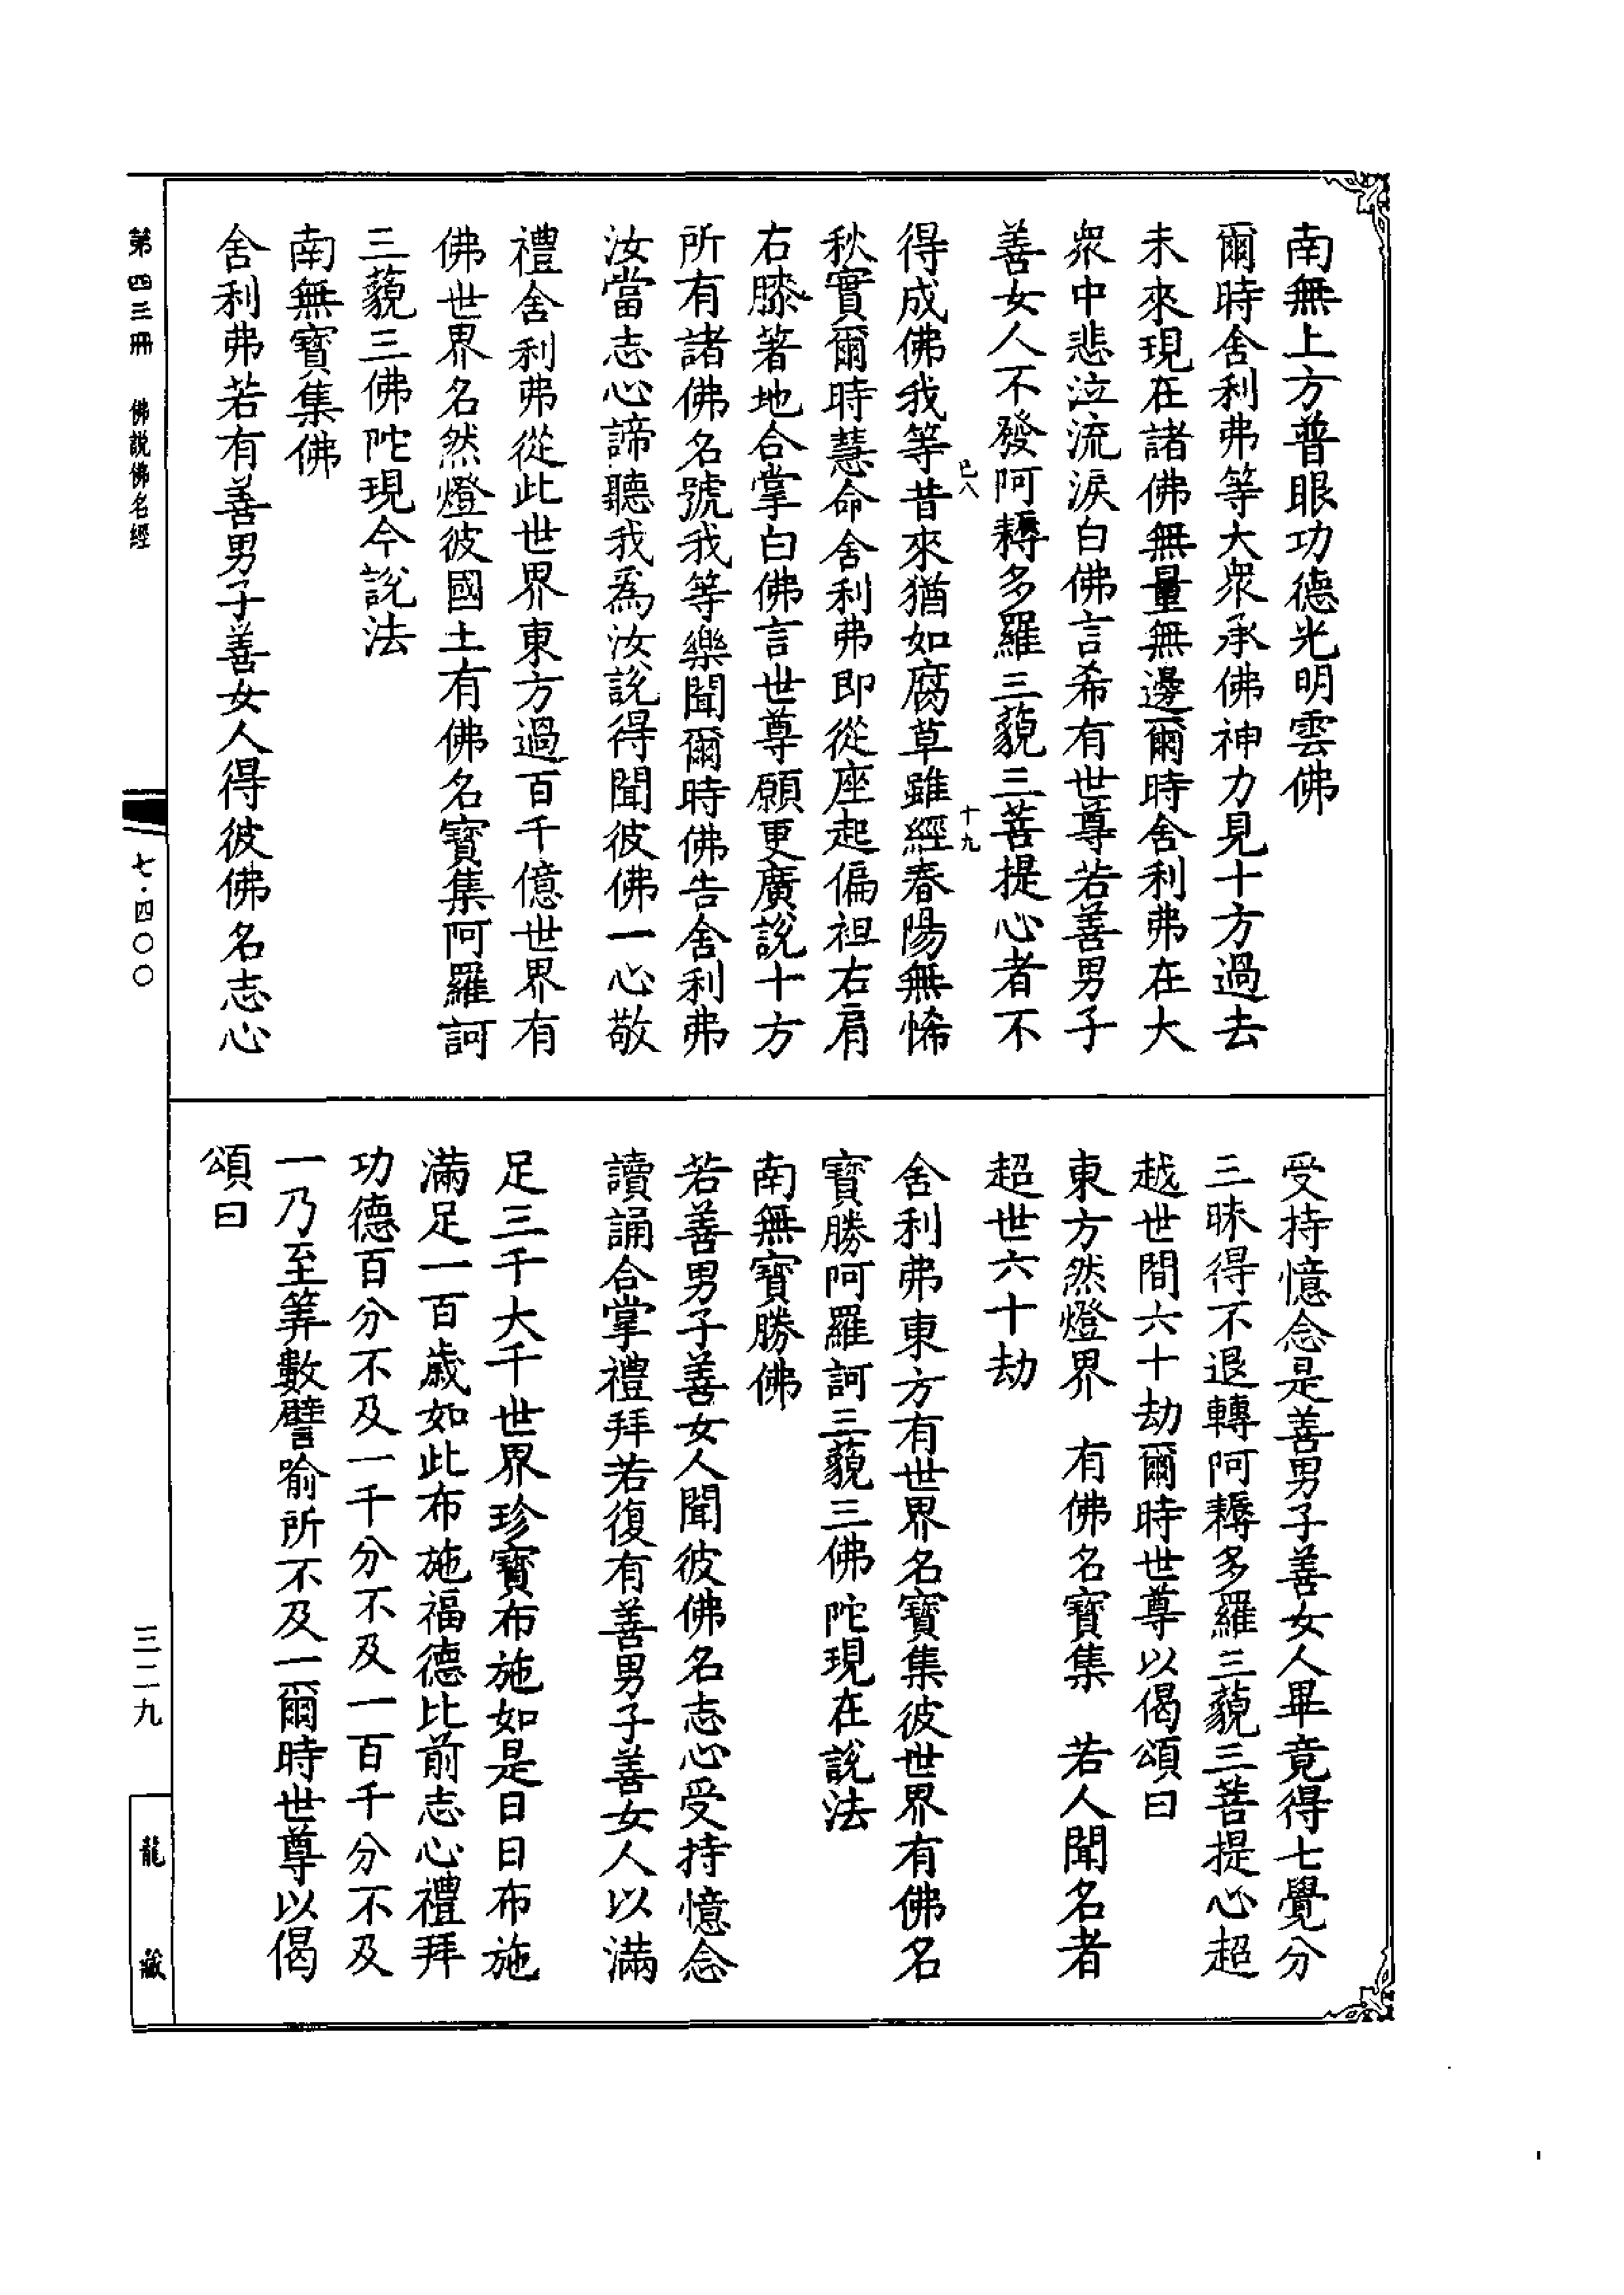 南無上方普眼功德光明雲佛
爾時舍利弗等大眾承佛神力見十方過去
未來現在諸佛無量無邊爾時舍利弗在大
眾中悲泣流淚白佛言希有世尊若善男子
善女人不發阿耨多羅三藐三菩提心者不
已八
十九
得成佛我等昔來猶如腐草雖經春陽無悕
秋實爾時慧命舍利弗即從座起偏袒右肩
右膝著地合掌白佛言世尊願更廣說十方
所有諸佛名號我等樂聞爾時佛告舍利弗
汝當志心諦聽我爲汝說得聞彼佛一心敬
禮舍利弗從此世界東方過百千億世界有
佛世界名然燈彼國土有佛名寶集阿羅訶
三藐三佛陀現今說法
南無寶集佛
舍利弗若有善男子善女人得彼佛名志心
受持憶念是善男子善女人畢竟得七覺分
三昧得不退轉阿耨多羅三藐三菩提心超
越世間六十劫爾時世尊以偈頌曰
東方然燈界　有佛名寶集　若人聞名者
超世六十劫
舍利弗東方有世界名寶集彼世界有佛名
寶勝阿羅訶三藐三佛陀現在說法
南無寶勝佛
若善男子善女人聞彼佛名志心受持憶念
讀誦合掌禮拜若復有善男子善女人以滿
足三千大千世界珍寶布施如是日日布施
滿足一百歲如此布施福德比前志心禮拜
功德百分不及一千分不及一百千分不及
一乃至筭數譬喻所不及一爾時世尊以偈
頌曰
第四三冊　佛說佛名經
七·四〇〇
三二九
龍藏